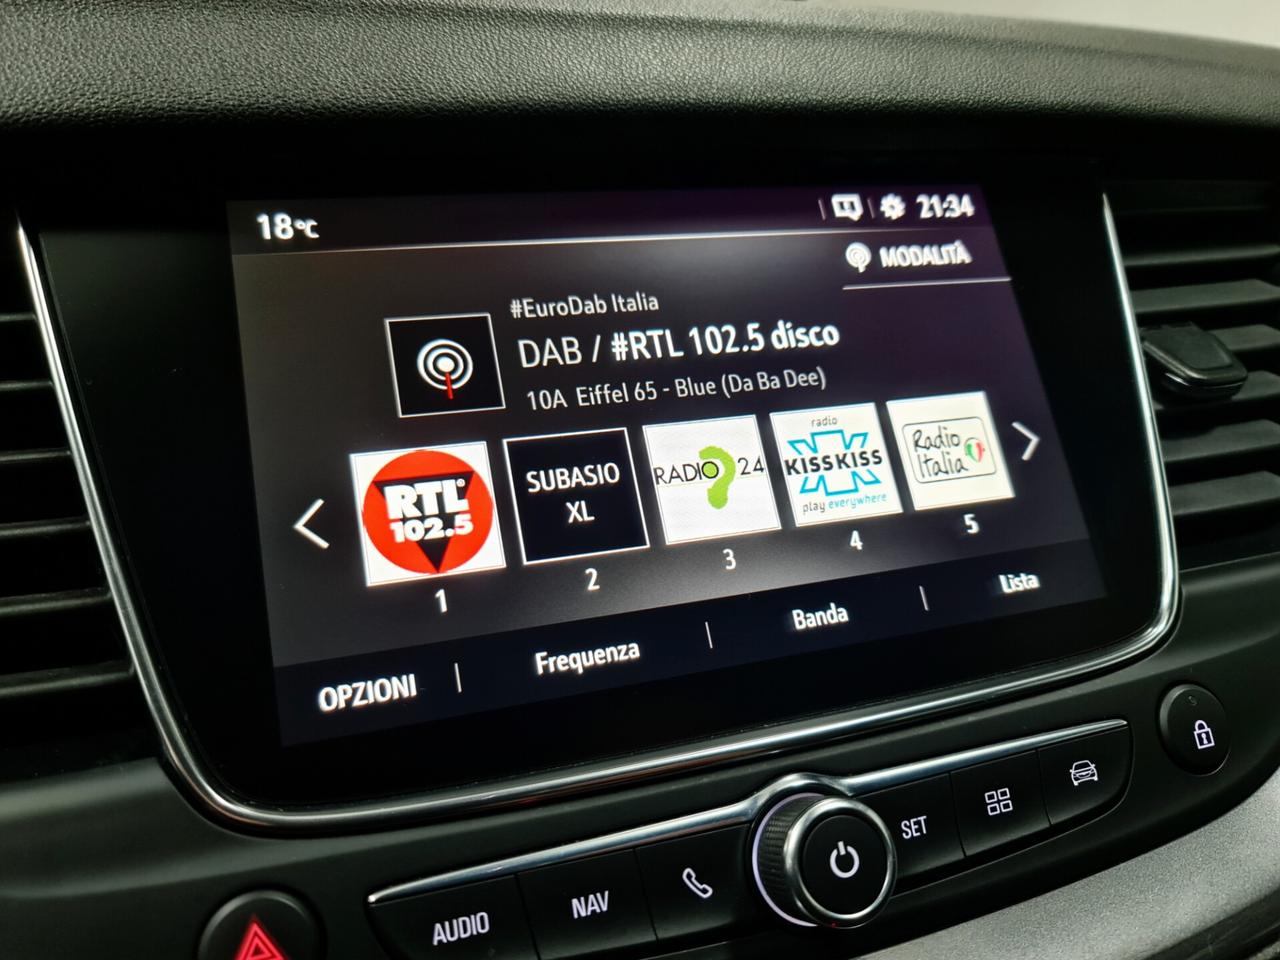 18°C
21:34
MODALITÀ
#EuroDab Italia
DAB / #RTL 102.5 disco
10A Eiffel 65 - Blue (Da Ba Dee)
RTL
102.5
SUBASIO
XL
RADIO 24
radio
KISSKISS
play everywhere
Radio
Italia
1
2
3
4
5
OPZIONI
Frequenza
Banda
Lista
AUDIO
NAV
SET